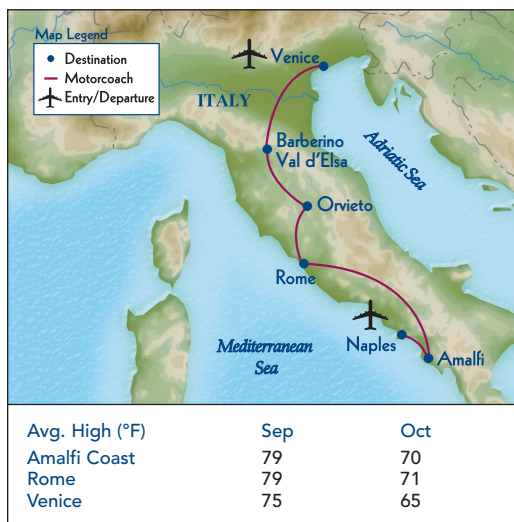 Map Legend
Destination
Motorcoach
Entry/Departure
Venice
ITALY
Barberino
Val d'Elsa
Adriatic Sea
Orvieto
Rome
Naples
Amalfi
Mediterranean
Sea
Avg. High (°F) Sep Oct
Amalfi Coast 79 70
Rome 79 71
Venice 75 65